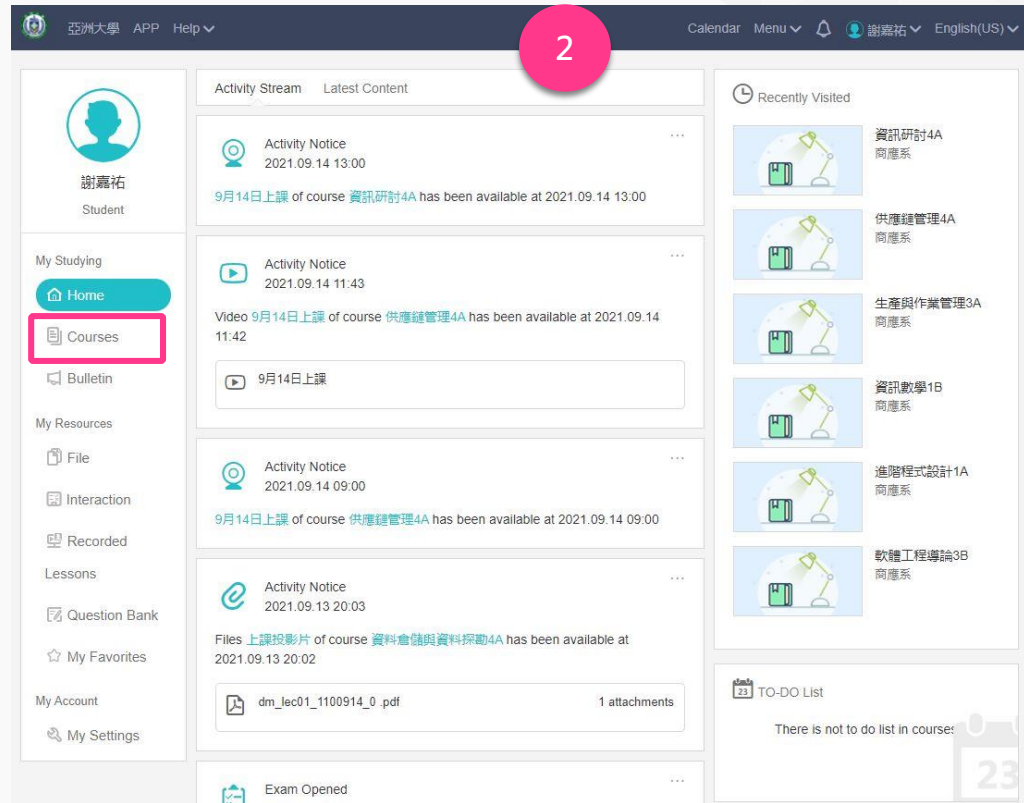 亞洲大學 APP Help
2
Calendar Menu 謝嘉祐 English(US)
謝嘉祐
Student
My Studying
Home
Courses
Bulletin
My Resources
File
Interaction
Recorded
Lessons
Question Bank
My Favorites
My Account
My Settings
Activity Stream Latest Content
Activity Notice
2021.09.14 13:00
9月14日上課 of course 資訊研討4A has been available at 2021.09.14 13:00
Activity Notice
2021.09.14 11:43
Video 9月14日上課 of course 供應鏈管理4A has been available at 2021.09.14
11:42
9月14日上課
Activity Notice
2021.09.14 09:00
9月14日上課 of course 供應鏈管理4A has been available at 2021.09.14 09:00
Activity Notice
2021.09.13 20:03
Files 上課投影片 of course 資料倉儲與資料探勘4A has been available at
2021.09.13 20:02
dm_lec01_1100914_0 .pdf 1 attachments
Exam Opened
Recently Visited
資訊研討4A
商應系
供應鏈管理4A
商應系
生產與作業管理3A
商應系
資訊數學1B
商應系
進階程式設計1A
商應系
軟體工程導論3B
商應系
23 TO-DO List
There is not to do list in courses
23